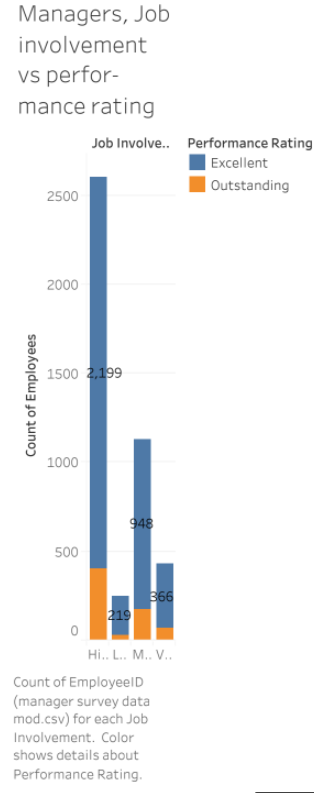 Managers, Job
involvement
vs perfor-
mance rating
Job Involve..
Performance Rating
Excellent
Outstanding
2500
2000
1500
1000
500
0
Count of Employees
2,199
219
948
366
Hi.. L.. M.. V..
Count of EmployeeID
(manager survey data
mod.csv) for each Job
Involvement. Color
shows details about
Performance Rating.